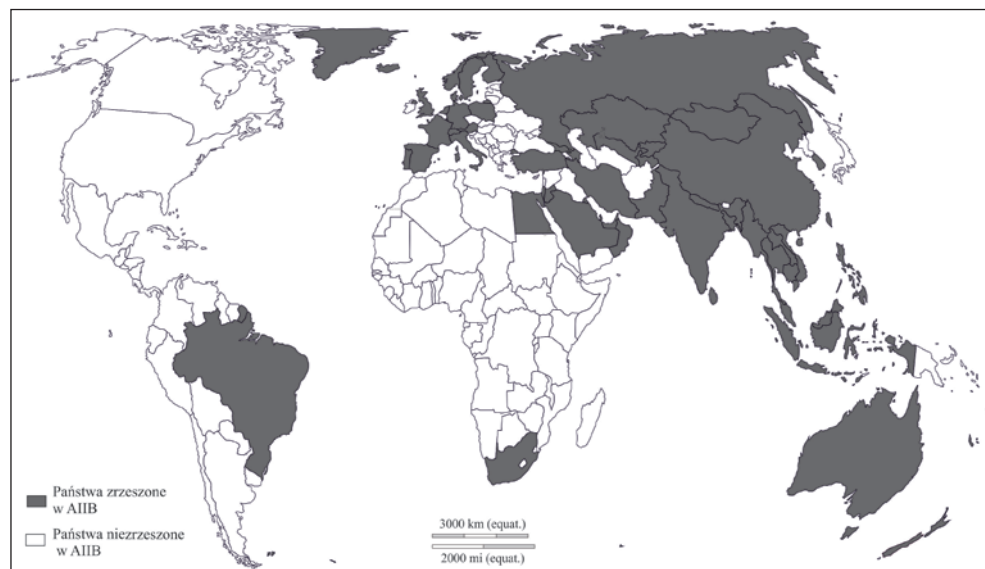 Państwa zrzeszone
w AIIB
Państwa niezrzeszone
w AIIB
3000 km (equat.)
2000 mi (equat.)